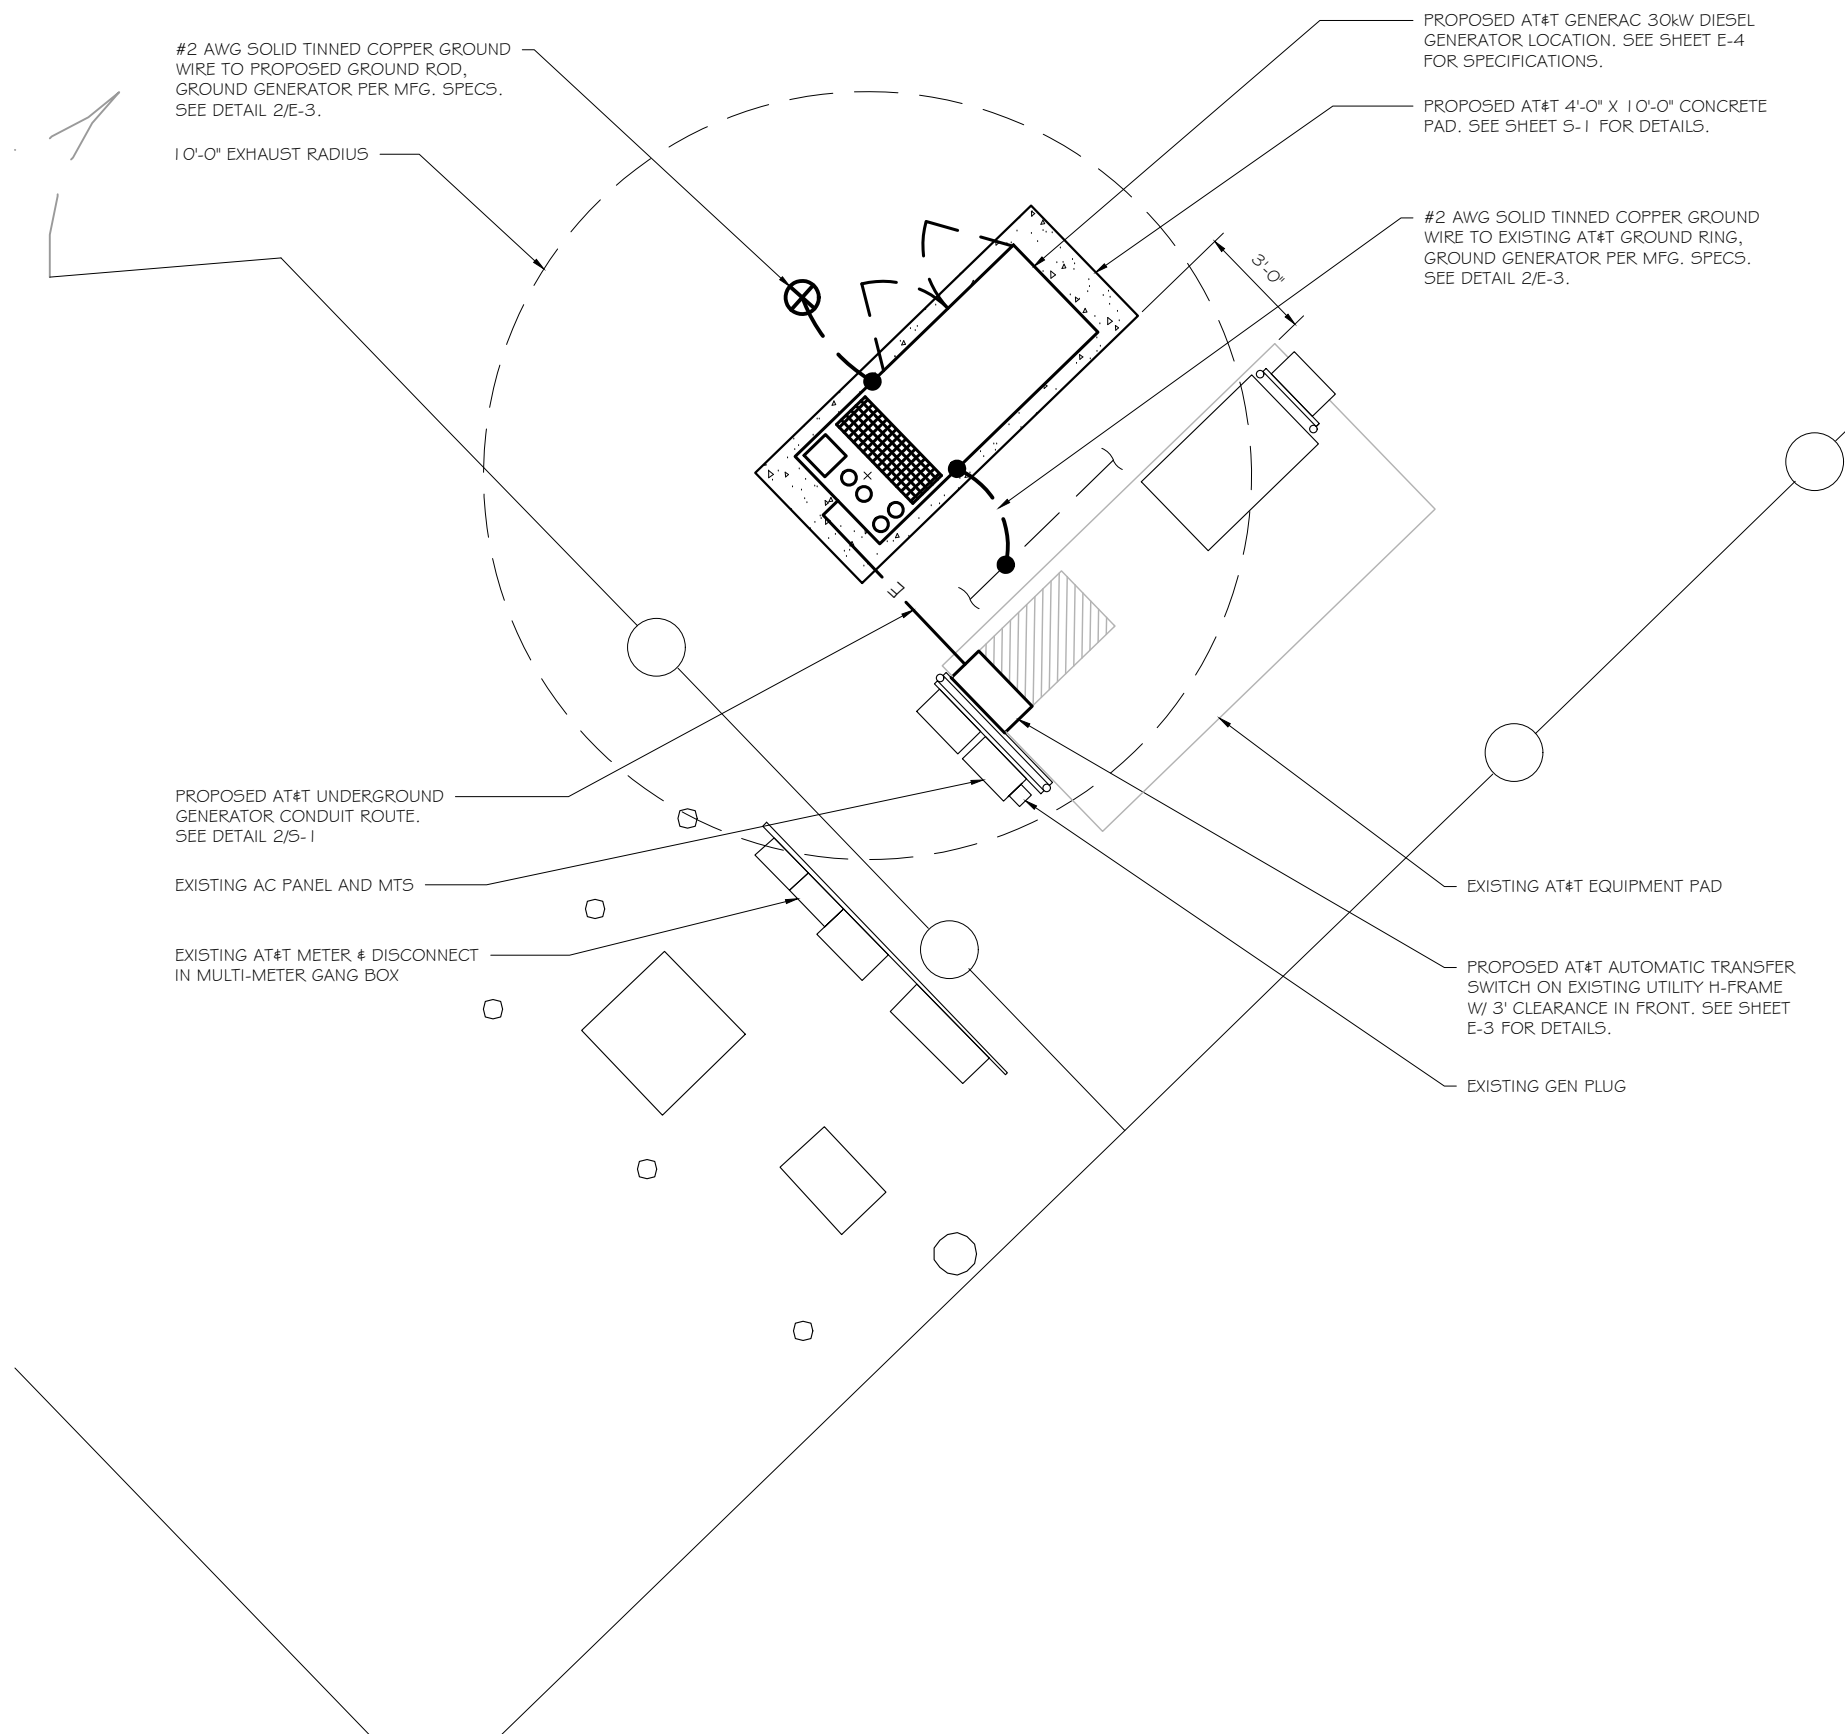 #2 AWG SOLID TINNED COPPER GROUND
WIRE TO PROPOSED GROUND ROD,
GROUND GENERATOR PER MFG. SPECS.
SEE DETAIL 2/E-3.
10'-0" EXHAUST RADIUS
PROPOSED AT&T GENERAC 30kW DIESEL
GENERATOR LOCATION. SEE SHEET E-4
FOR SPECIFICATIONS.
PROPOSED AT&T 4'-0" X 10'-0" CONCRETE
PAD. SEE SHEET S-1 FOR DETAILS.
#2 AWG SOLID TINNED COPPER GROUND
WIRE TO EXISTING AT&T GROUND RING,
GROUND GENERATOR PER MFG. SPECS.
SEE DETAIL 2/E-3.
3'-0"
E
PROPOSED AT&T UNDERGROUND
GENERATOR CONDUIT ROUTE.
SEE DETAIL 2/S-1
EXISTING AC PANEL AND MTS
EXISTING AT&T METER & DISCONNECT
IN MULTI-METER GANG BOX
EXISTING AT&T EQUIPMENT PAD
PROPOSED AT&T AUTOMATIC TRANSFER
SWITCH ON EXISTING UTILITY H-FRAME
W/ 3' CLEARANCE IN FRONT. SEE SHEET
E-3 FOR DETAILS.
EXISTING GEN PLUG